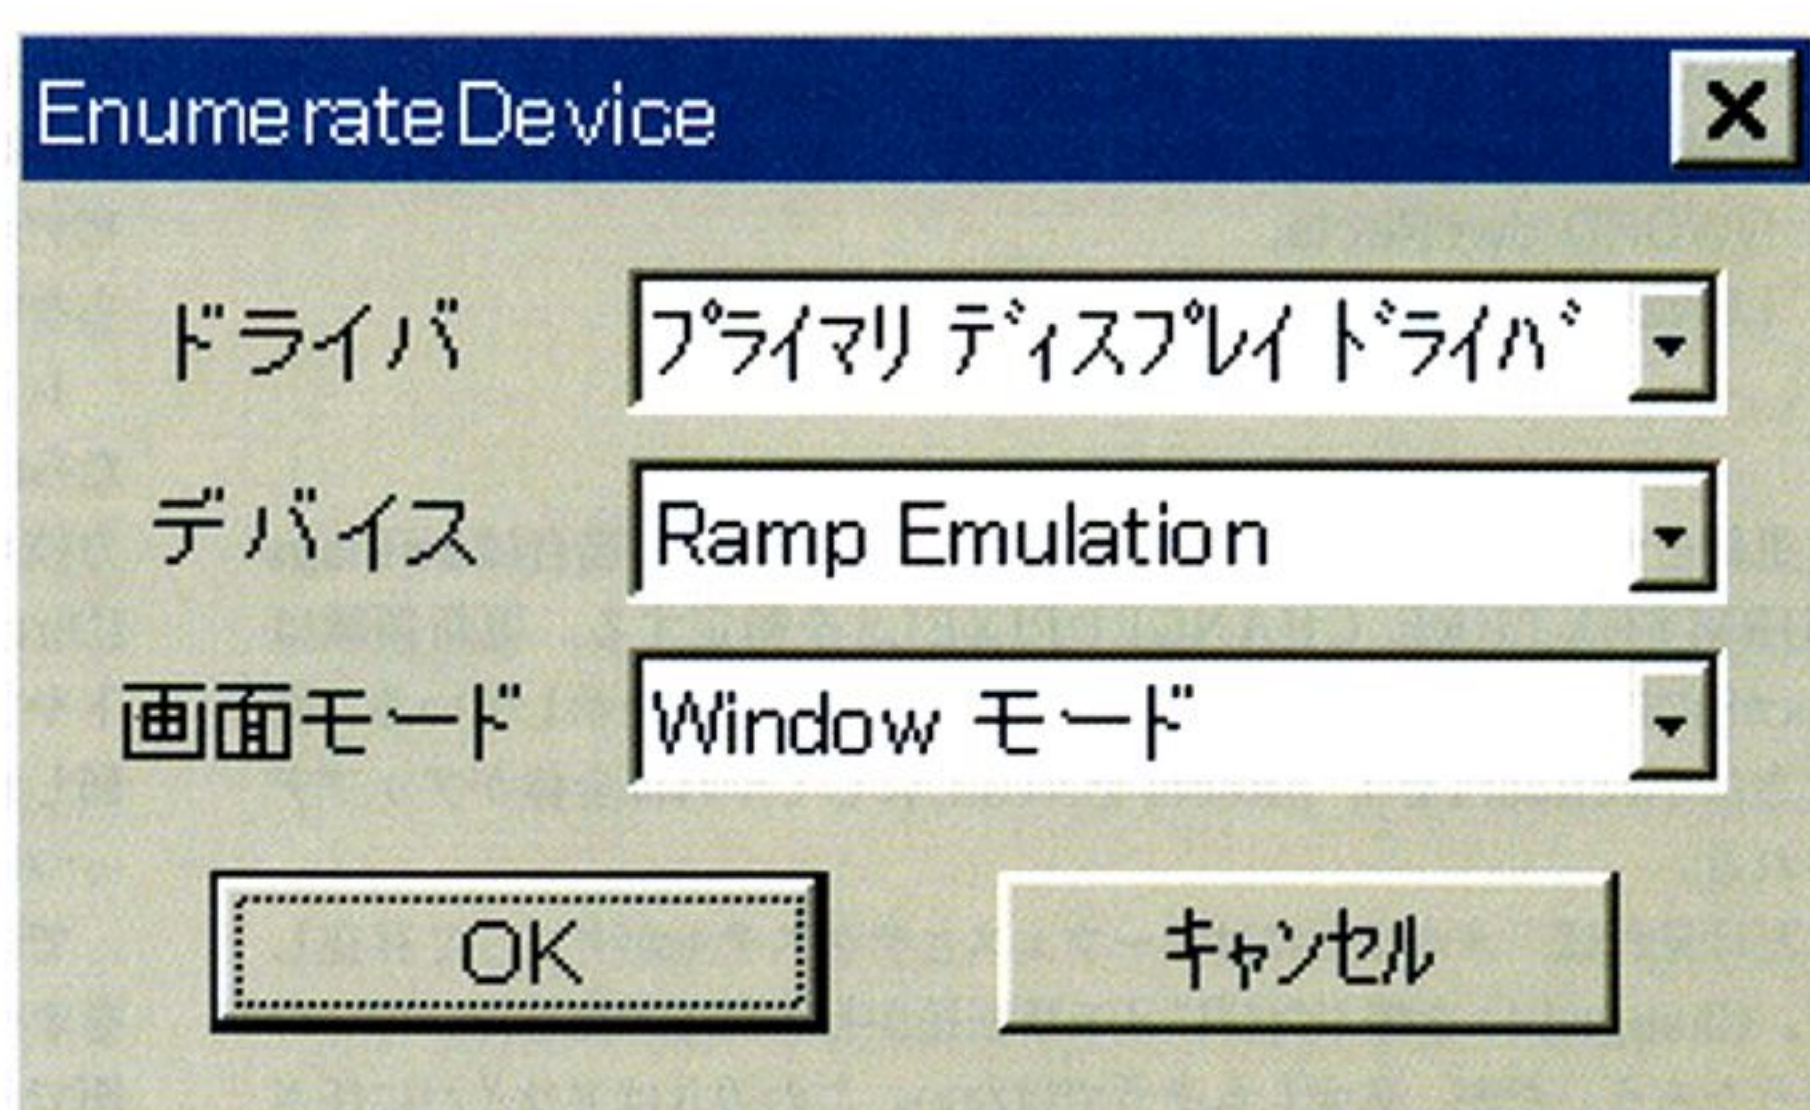 Enumerate Device
ドライバ ﾌﾟﾗｲﾏﾘ ﾃﾞｨｽﾌﾟﾚｲ ﾄﾞﾗｲﾊﾞ
デバイス Ramp Emulation
画面モード Window モード
OK ｷｬﾝｾﾙ